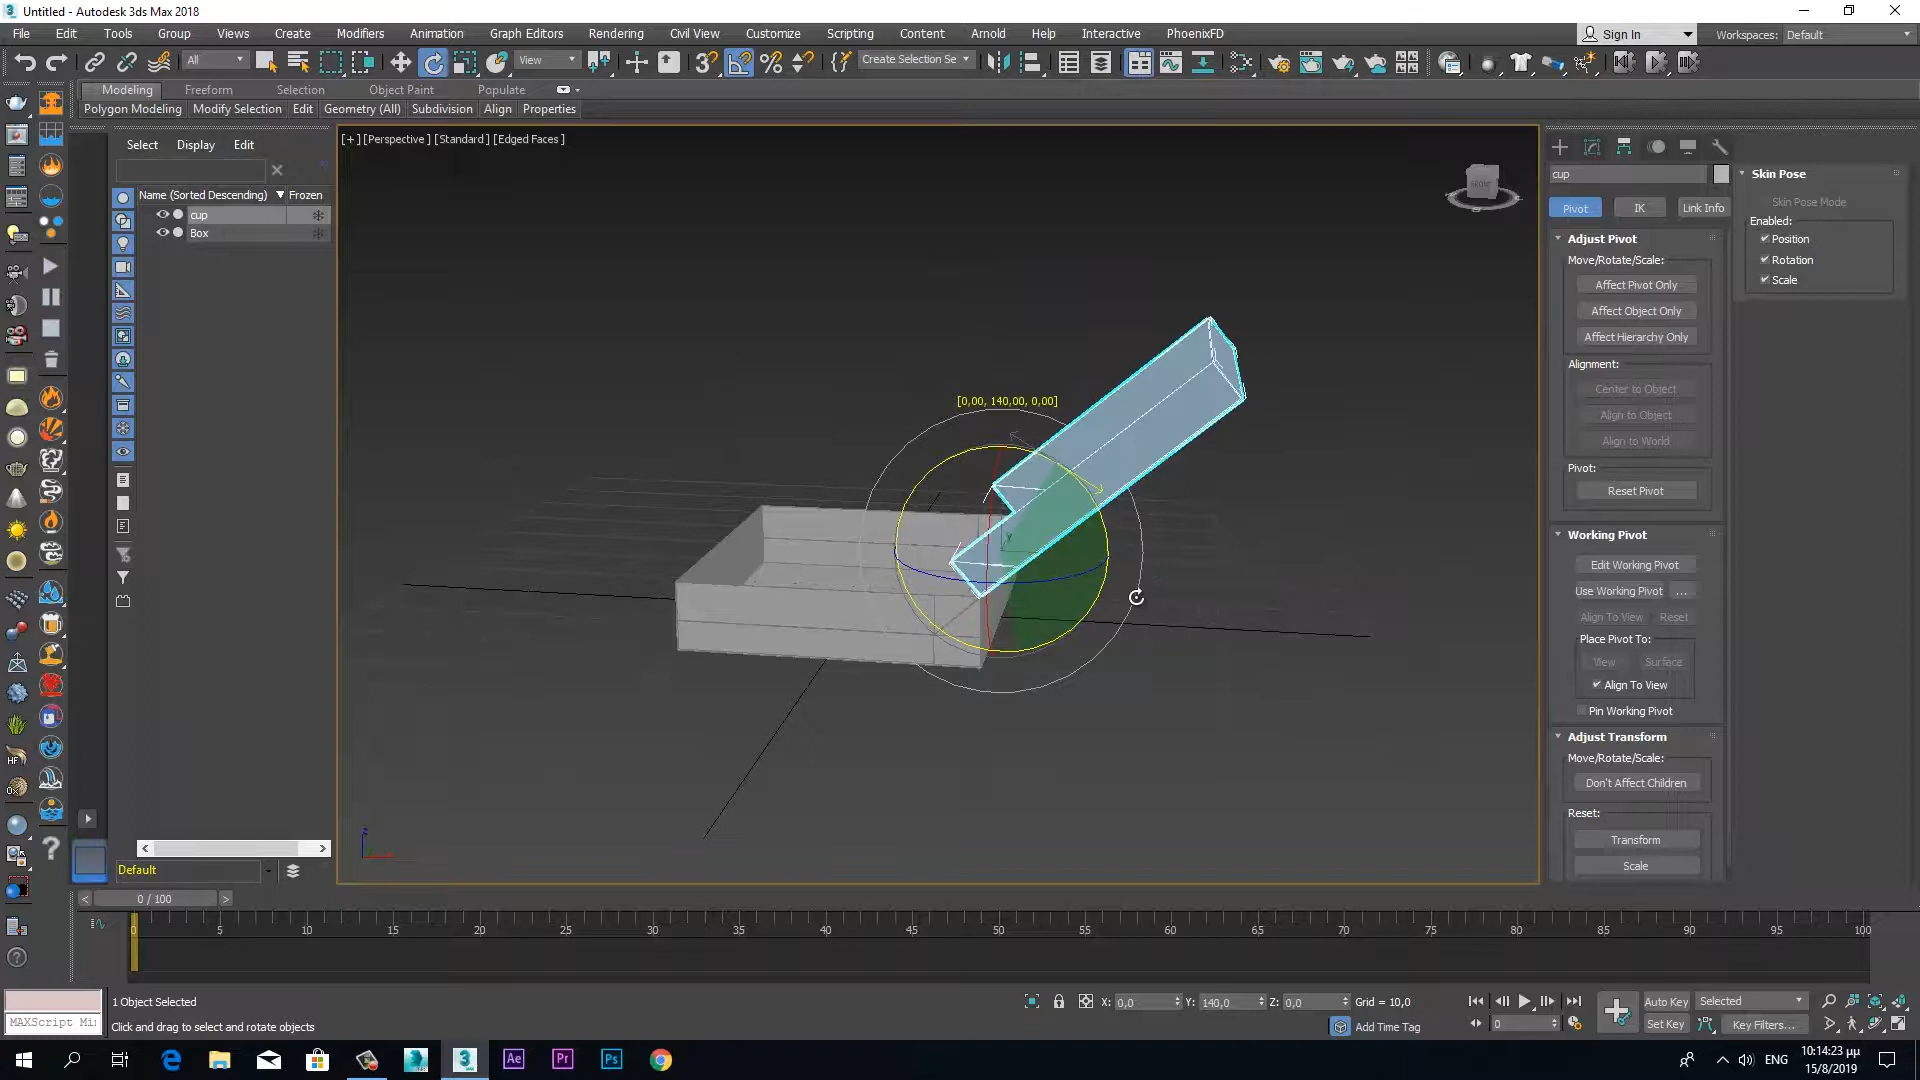 Untitled - Autodesk 3ds Max 2018
File Edit Tools Group Views Create Modifiers Animation Graph Editors Rendering Civil View Customize Scripting Content Arnold Help Interactive PhoenixFD
Sign In
Workspaces: Default
All
View
Create Selection Se
Modeling Freeform Selection Object Paint Populate
Polygon Modeling Modify Selection Edit Geometry (All) Subdivision Align Properties
Select Display Edit
Name (Sorted Descending) Frozen
cup
Box
[+] [Perspective ] [Standard ] [Edged Faces ]
FRONT
[0,00, 140,00, 0,00]
cup
Pivot IK Link Info
Adjust Pivot
Move/Rotate/Scale:
Affect Pivot Only
Affect Object Only
Affect Hierarchy Only
Alignment:
Center to Object
Align to Object
Align to World
Pivot:
Reset Pivot
Working Pivot
Edit Working Pivot
Use Working Pivot ...
Align To View Reset
Place Pivot To:
View Surface
Align To View
Pin Working Pivot
Adjust Transform
Move/Rotate/Scale:
Don't Affect Children
Reset:
Transform
Scale
Skin Pose
Skin Pose Mode
Enabled:
Position
Rotation
Scale
HF
Default
< 0 / 100 >
0 5 10 15 20 25 30 35 40 45 50 55 60 65 70 75 80 85 90 95 100
1 Object Selected
Click and drag to select and rotate objects
MAXScript Mi
X: 0,0 Y: 140,0 Z: 0,0 Grid = 10,0
Add Time Tag
0
Auto Key Selected
Set Key Key Filters...
Ae Pr Ps
ENG
10:14:23 μμ
15/8/2019